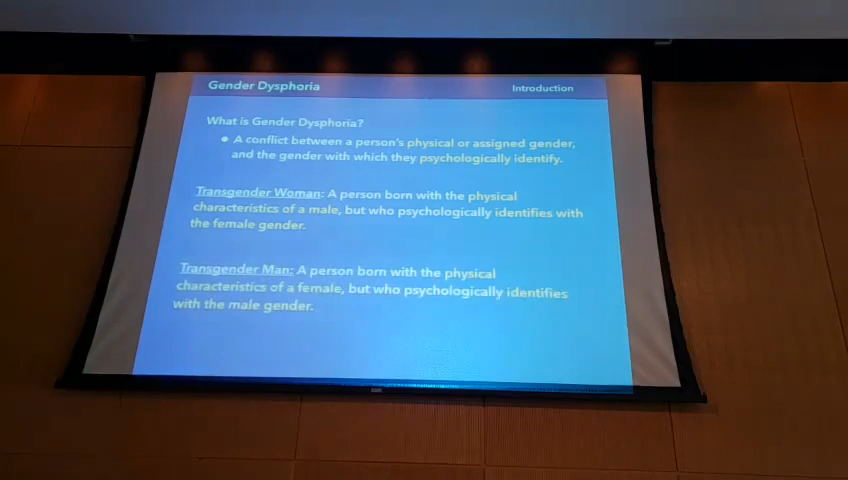 Gender Dysphoria
Introduction
What is Gender Dysphoria?
● A conflict between a person's physical or assigned gender,
and the gender with which they psychologically identify.
Transgender Woman: A person born with the physical
characteristics of a male, but who psychologically identifies with
the female gender.
Transgender Man: A person born with the physical
characteristics of a female, but who psychologically identifies
with the male gender.